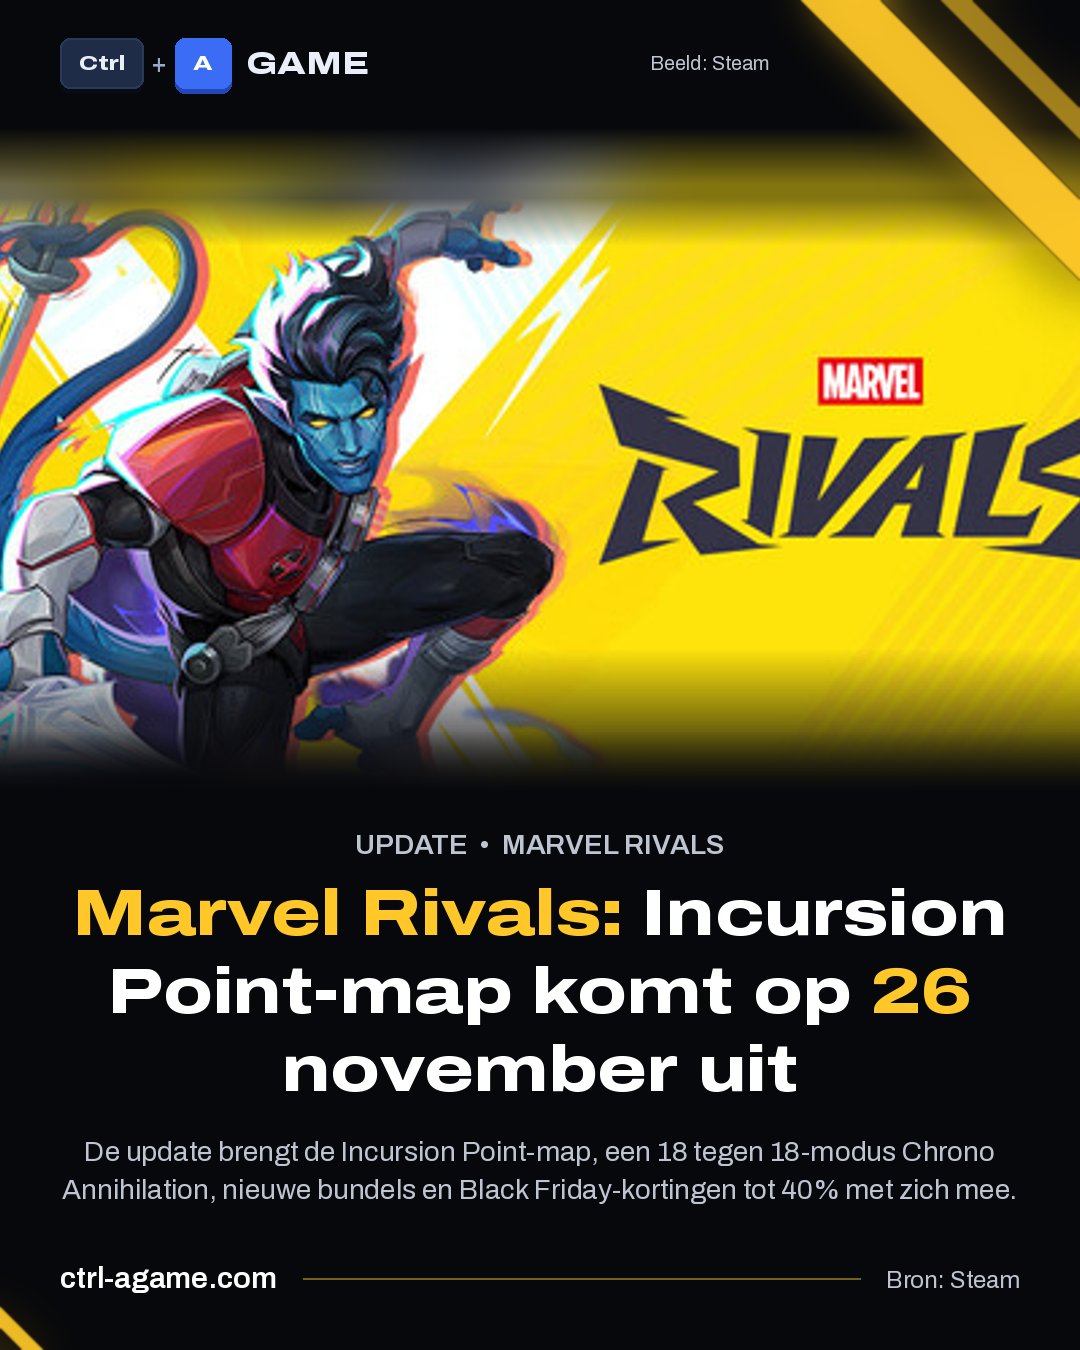 Ctrl + A GAME
Beeld: Steam
MARVEL
RIVALS
UPDATE • MARVEL RIVALS
Marvel Rivals: Incursion
Point-map komt op 26
november uit
De update brengt de Incursion Point-map, een 18 tegen 18-modus Chrono
Annihilation, nieuwe bundels en Black Friday-kortingen tot 40% met zich mee.
ctrl-agame.com
Bron: Steam